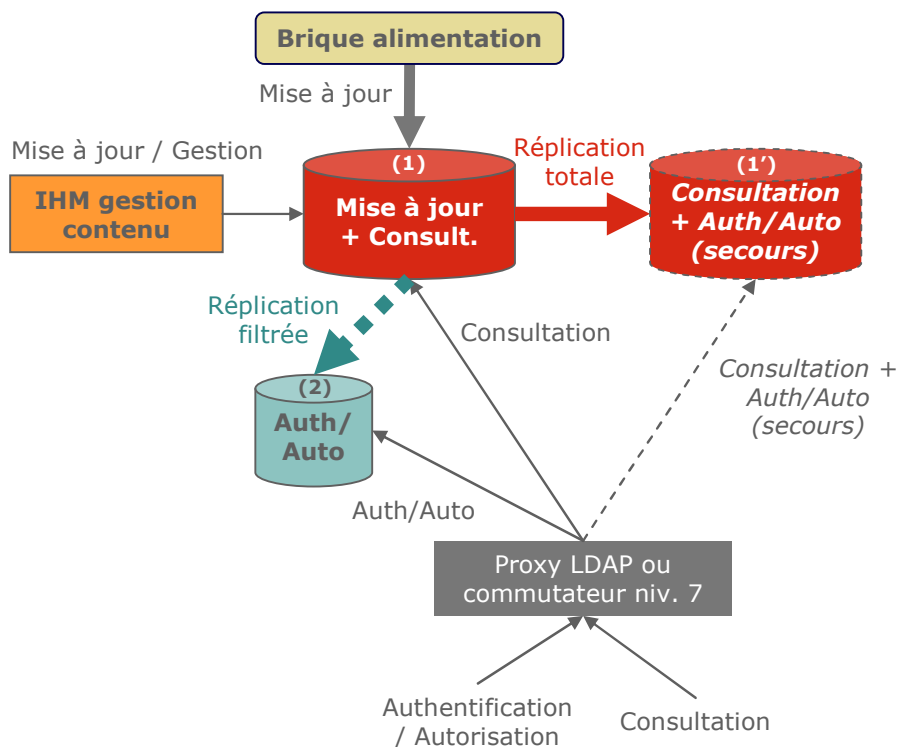 Brique alimentation
Mise à jour
Mise à jour / Gestion
IHM gestion
contenu
(1)
Mise à jour
+ Consult.
Réplication
totale
(1’)
Consultation
+ Auth/Auto
(secours)
Réplication
filtrée
Consultation
Consultation +
Auth/Auto
(secours)
(2)
Auth/
Auto
Auth/Auto
Proxy LDAP ou
commutateur niv. 7
Authentification
/ Autorisation
Consultation